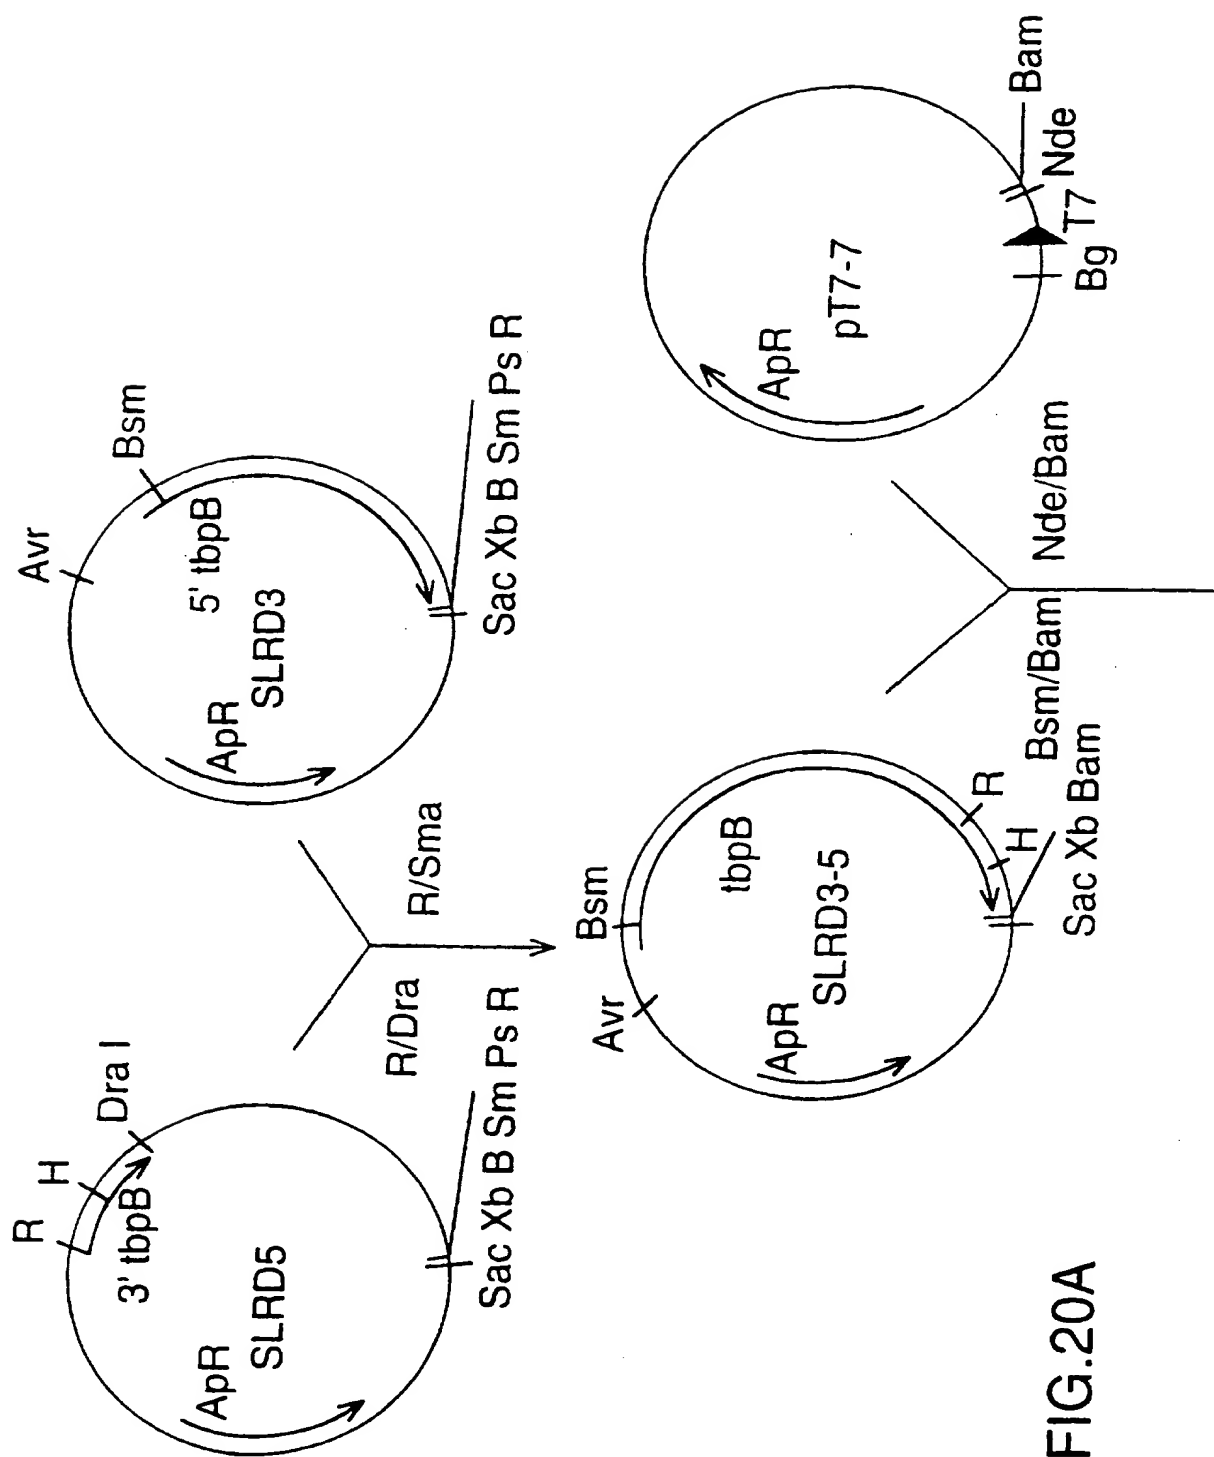 R
H
Dra I
3' tbpB
ApR
SLRD5
Sac Xb B Sm Ps R
Avr
Bsm
5' tbpB
ApR
SLRD3
Sac Xb B Sm Ps R
R/Dra
R/Sma
Avr
Bsm
tbpB
ApR
SLRD3-5
R
H
Sac Xb Bam
ApR
pT7-7
Bg
T7
Nde
Bam
Bsm/Bam
Nde/Bam
FIG.20A